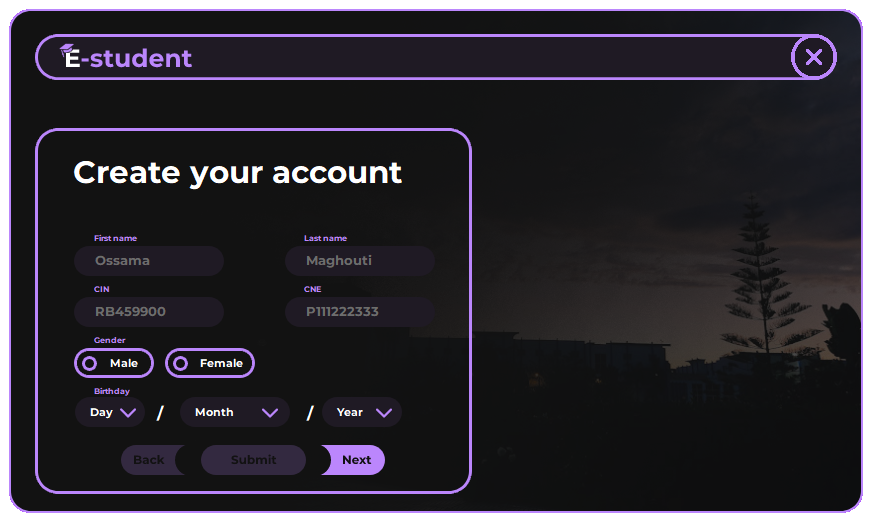 E-student
Create your account
First name
Last name
Ossama
Maghouti
CIN
CNE
RB459900
P111222333
Gender
Male
Female
Birthday
Day / Month / Year
Back
Submit
Next